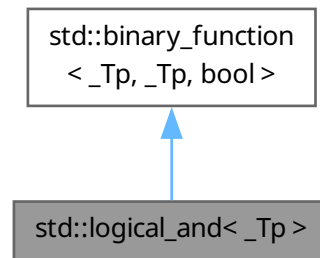 std::binary_function
< _Tp, _Tp, bool >
std::logical_and< _Tp >